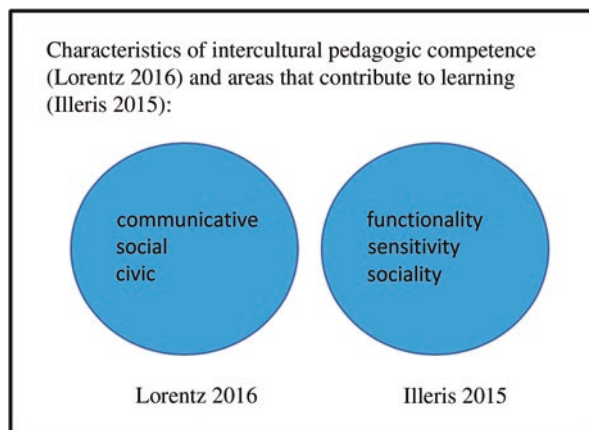 Characteristics of intercultural pedagogic competence
(Lorentz 2016) and areas that contribute to learning
(Illeris 2015):
communicative
social
civic
functionality
sensitivity
sociality
Lorentz 2016
Illeris 2015